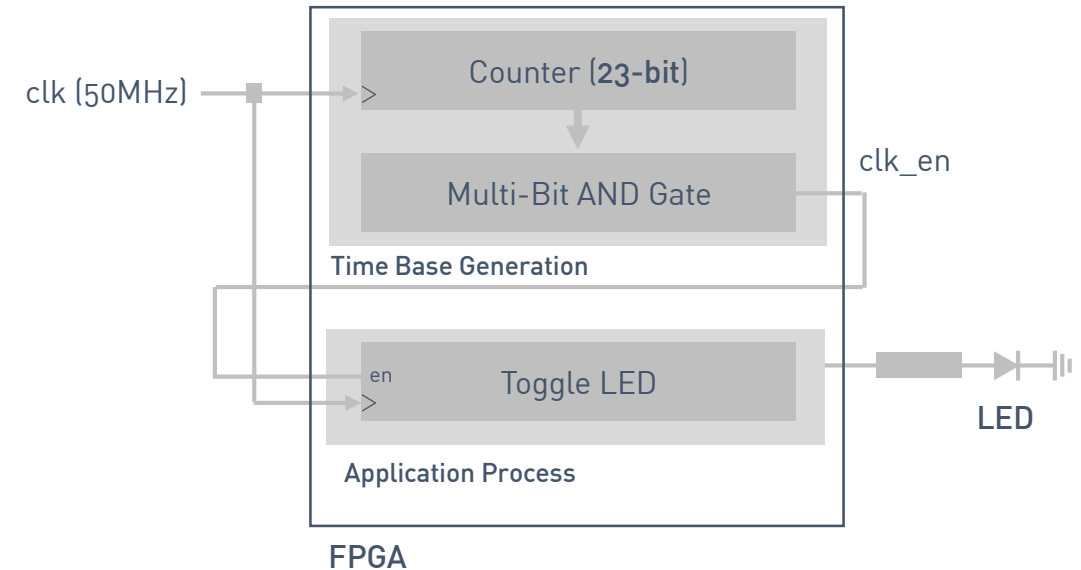 Counter (23-bit)
clk (50MHz)
clk_en
Multi-Bit AND Gate
Time Base Generation
en
Toggle LED
LED
Application Process
FPGA